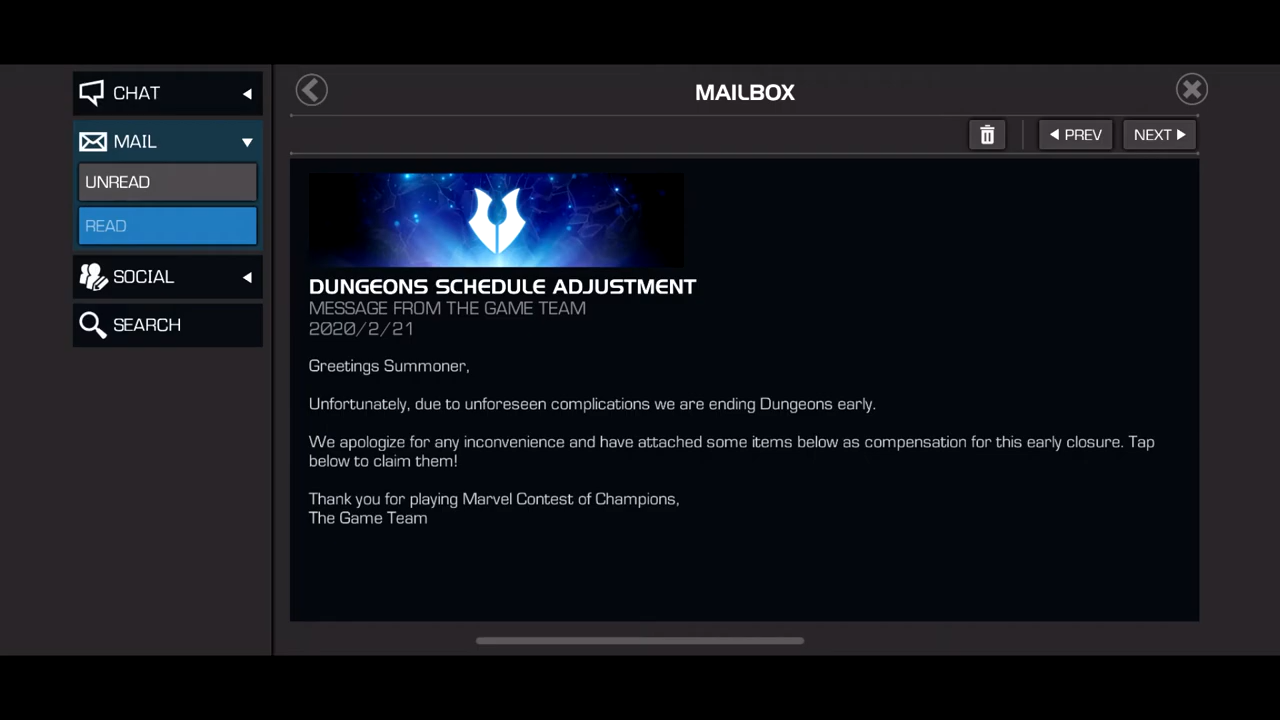 CHAT
MAIL
UNREAD
READ
SOCIAL
SEARCH
MAILBOX
PREV
NEXT
DUNGEONS SCHEDULE ADJUSTMENT
MESSAGE FROM THE GAME TEAM
2020/2/21
Greetings Summoner,
Unfortunately, due to unforeseen complications we are ending Dungeons early.
We apologize for any inconvenience and have attached some items below as compensation for this early closure. Tap
below to claim them!
Thank you for playing Marvel Contest of Champions,
The Game Team